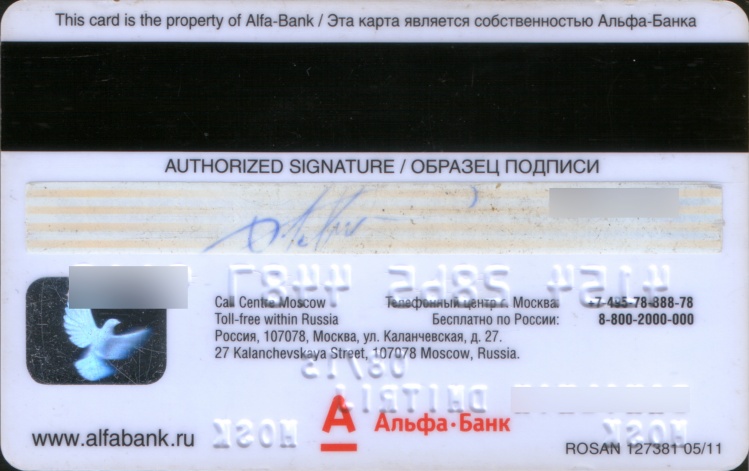 This card is the property of Alfa-Bank / Эта карта является собственностью Альфа-Банка
AUTHORIZED SIGNATURE / ОБРАЗЕЦ ПОДПИСИ
Call Centre Moscow Телефонный центр г. Москва: +7-495-78-888-78
Toll-free within Russia Бесплатно по России: 8-800-2000-000
Россия, 107078, Москва, ул. Каланчевская, д. 27.
27 Kalanchevskaya Street, 107078 Moscow, Russia.
www.alfabank.ru
А Альфа·Банк
ROSAN 127381 05/11